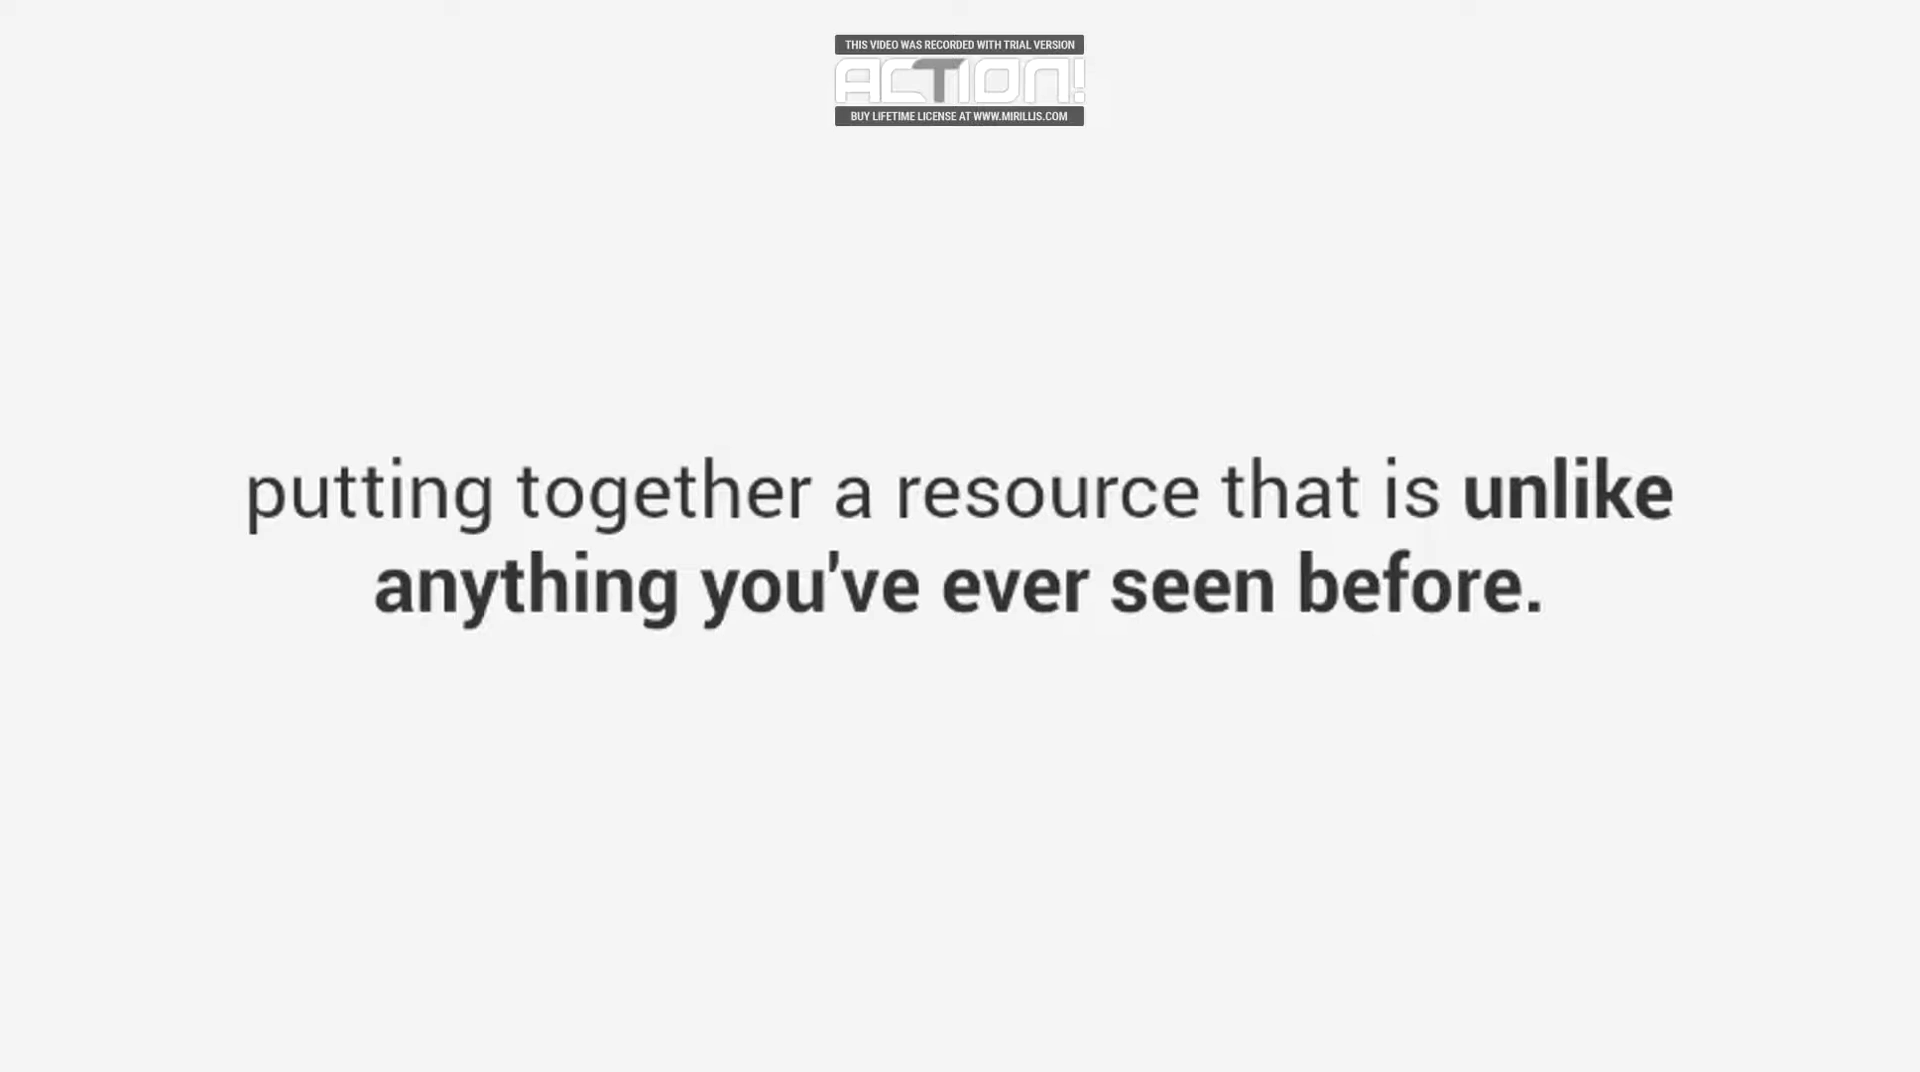 THIS VIDEO WAS RECORDED WITH TRIAL VERSION
ACTION!
BUY LIFETIME LICENSE AT WWW.MIRILLIS.COM
putting together a resource that is unlike
anything you've ever seen before.